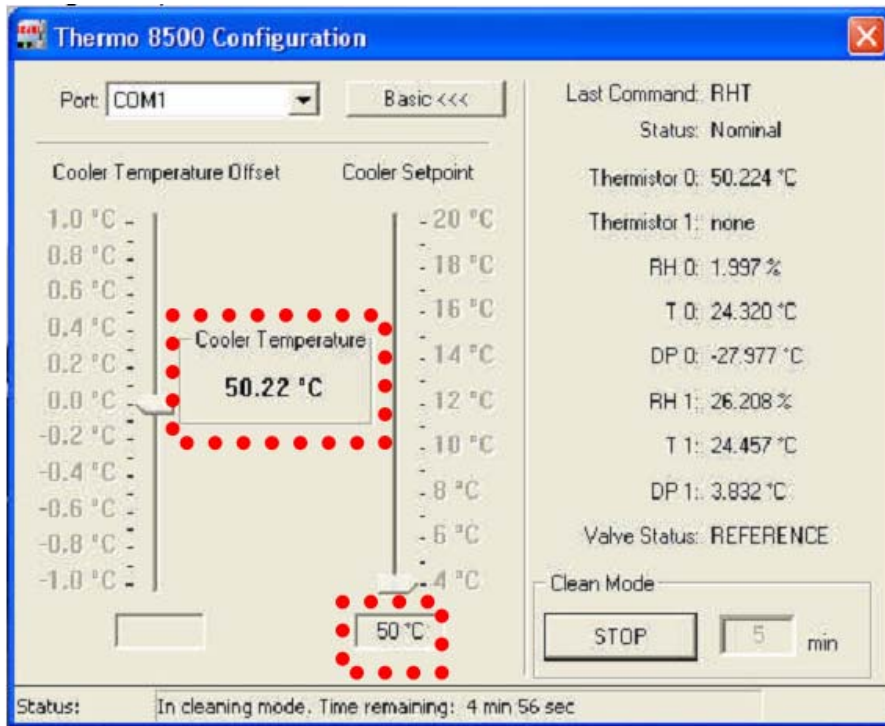 Thermo 8500 Configuration
Port: COM1
Basic <<<
Cooler Temperature Offset
Cooler Setpoint
1.0 °C
0.8 °C
0.6 °C
0.4 °C
0.2 °C
0.0 °C
-0.2 °C
-0.4 °C
-0.6 °C
-0.8 °C
-1.0 °C
Cooler Temperature
50.22 °C
20 °C
18 °C
16 °C
14 °C
12 °C
10 °C
8 °C
6 °C
4 °C
50 °C
Last Command: RHT
Status: Nominal
Thermistor 0: 50.224 °C
Thermistor 1: none
RH 0: 1.997 %
T 0: 24.320 °C
DP 0: -27.977 °C
RH 1: 26.208 %
T 1: 24.457 °C
DP 1: 3.832 °C
Valve Status: REFERENCE
Clean Mode
STOP
5 min
Status: In cleaning mode. Time remaining: 4 min 56 sec